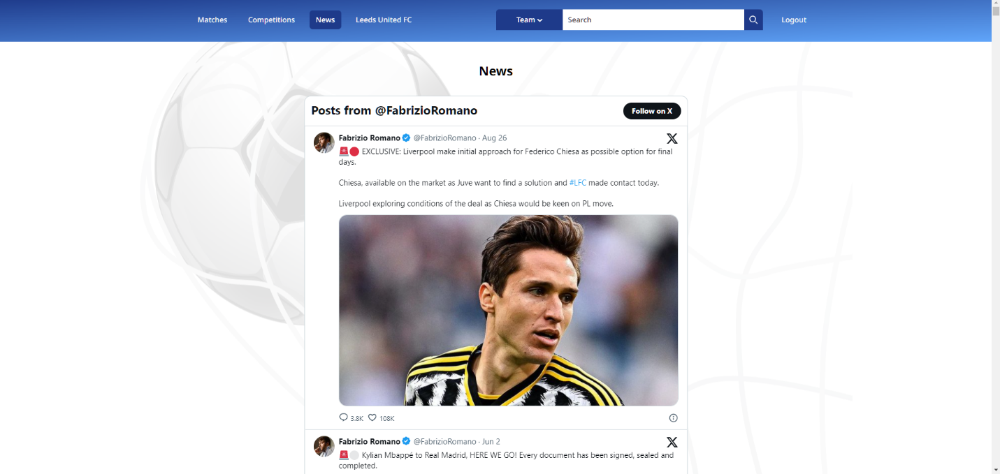 Matches Competitions News Leeds United FC Team Search Logout
News
Posts from @FabrizioRomano Follow on X
Fabrizio Romano @FabrizioRomano · Aug 26
🚨🔴 EXCLUSIVE: Liverpool make initial approach for Federico Chiesa as possible option for final
days.
Chiesa, available on the market as Juve want to find a solution and #LFC made contact today.
Liverpool exploring conditions of the deal as Chiesa would be keen on PL move.
3.8K 108K
Fabrizio Romano @FabrizioRomano · Jun 2
🚨⚪ Kylian Mbappé to Real Madrid, HERE WE GO! Every document has been signed, sealed and
completed.